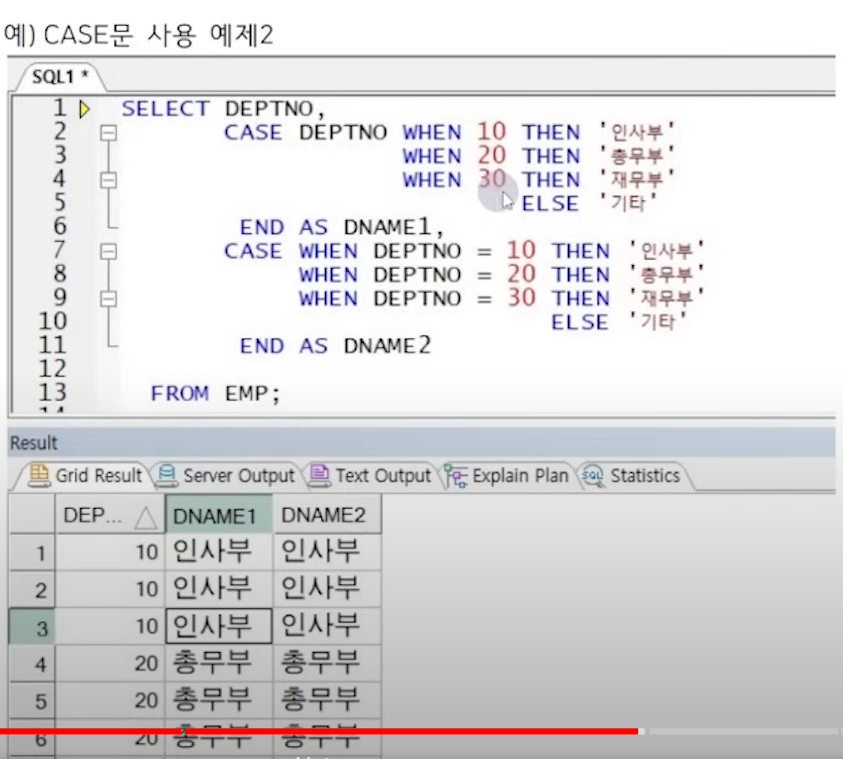 예) CASE문 사용 예제2
SQL1 *
1 SELECT DEPTNO,
2 CASE DEPTNO WHEN 10 THEN '인사부'
3 WHEN 20 THEN '총무부'
4 WHEN 30 THEN '재무부'
5 ELSE '기타'
6 END AS DNAME1,
7 CASE WHEN DEPTNO = 10 THEN '인사부'
8 WHEN DEPTNO = 20 THEN '총무부'
9 WHEN DEPTNO = 30 THEN '재무부'
10 ELSE '기타'
11 END AS DNAME2
12
13 FROM EMP;
Result
Grid Result Server Output Text Output Explain Plan SQL Statistics
DEP... DNAME1 DNAME2
1 10 인사부 인사부
2 10 인사부 인사부
3 10 인사부 인사부
4 20 총무부 총무부
5 20 총무부 총무부
6 20 총무부 총무부